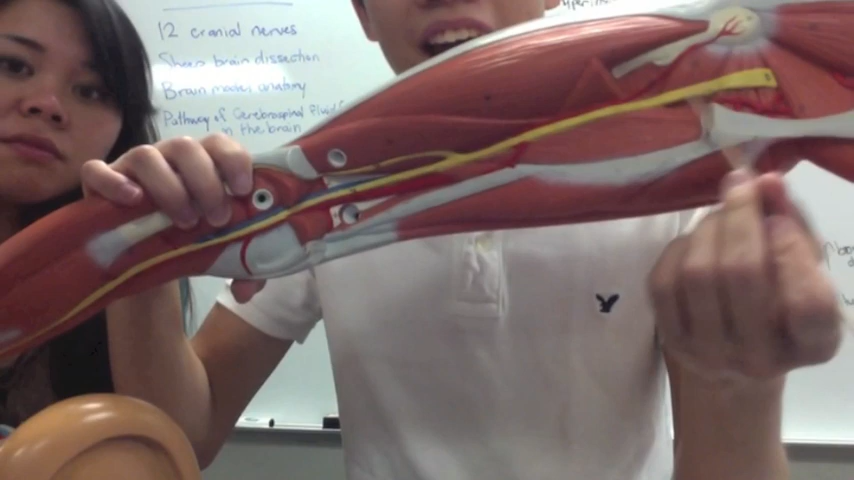 12 cranial nerves
Sheep brain dissection
Brain model anatomy
Pathway of Cerebrospinal Fluid
in the brain